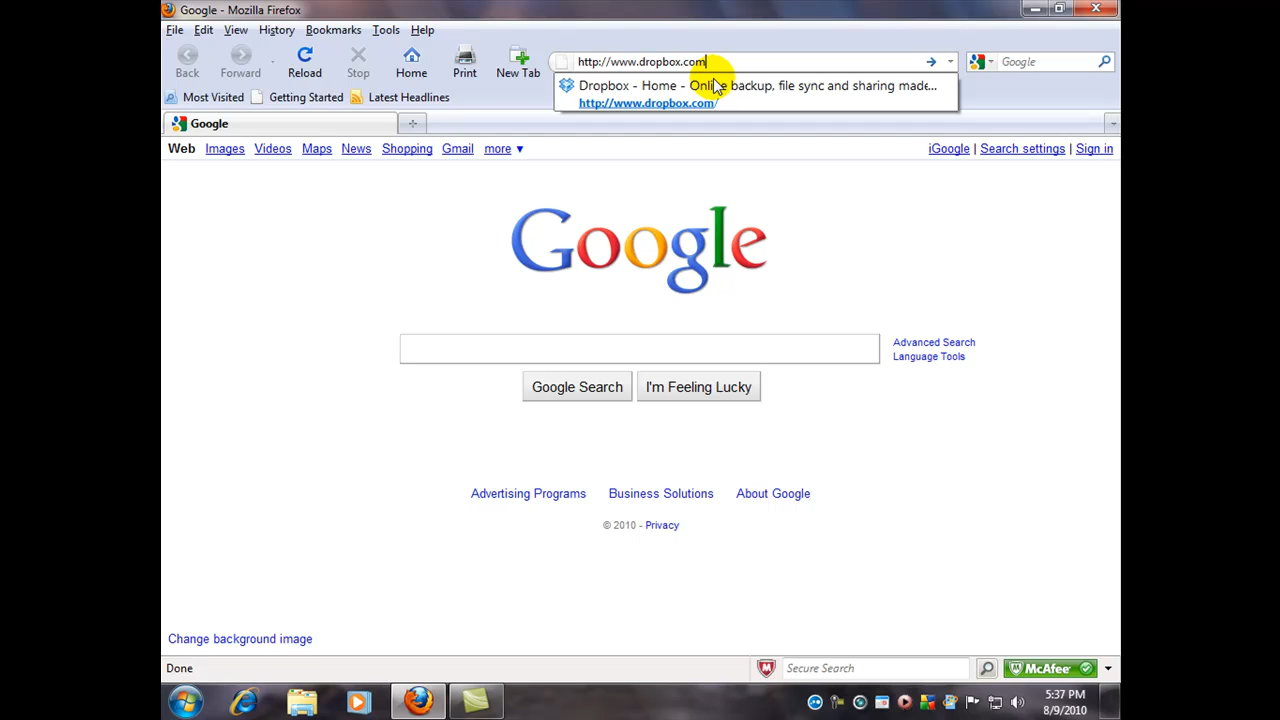 Google - Mozilla Firefox
File Edit View History Bookmarks Tools Help
http://www.dropbox.com
Google
Back Forward Reload Stop Home Print New Tab
Dropbox - Home - Online backup, file sync and sharing made...
http://www.dropbox.com/
Most Visited Getting Started Latest Headlines
Google
Web Images Videos Maps News Shopping Gmail more ▼
iGoogle | Search settings | Sign in
Google
Advanced Search
Language Tools
Google Search I'm Feeling Lucky
Advertising Programs Business Solutions About Google
© 2010 - Privacy
Change background image
Done
Secure Search
McAfee
5:37 PM
8/9/2010